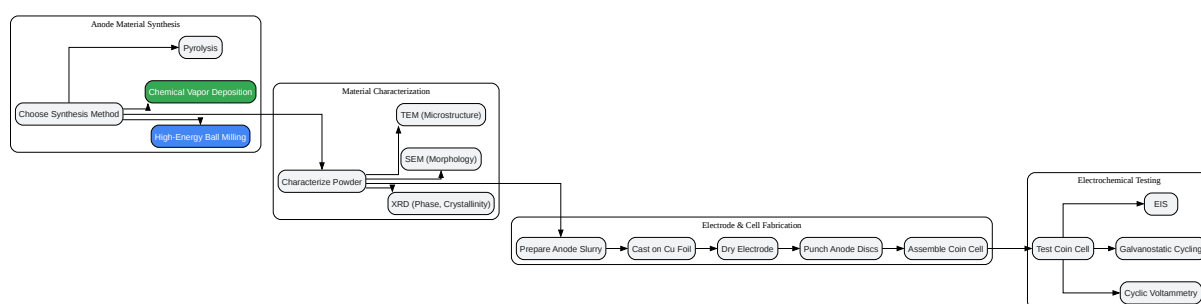 Anode Material Synthesis
Pyrolysis
Chemical Vapor Deposition
Choose Synthesis Method
High-Energy Ball Milling
Material Characterization
TEM (Microstructure)
SEM (Morphology)
Characterize Powder
XRD (Phase, Crystallinity)
Electrode & Cell Fabrication
Prepare Anode Slurry
Cast on Cu Foil
Dry Electrode
Punch Anode Discs
Assemble Coin Cell
Electrochemical Testing
EIS
Test Coin Cell
Galvanostatic Cycling
Cyclic Voltammetry